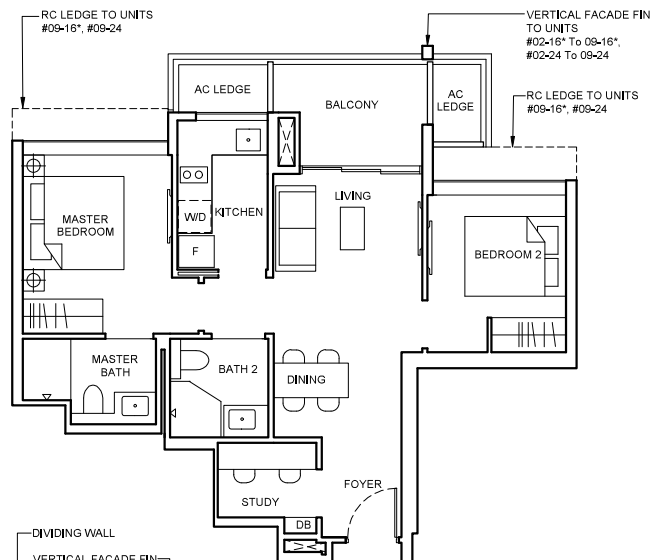 RC LEDGE TO UNITS
#09-16*, #09-24
VERTICAL FACADE FIN
TO UNITS
#02-16* To 09-16*,
#02-24 To 09-24
AC LEDGE
BALCONY
AC
LEDGE
RC LEDGE TO UNITS
#09-16*, #09-24
LIVING
MASTER
BEDROOM
W/D
KITCHEN
F
BEDROOM 2
MASTER
BATH
BATH 2
DINING
STUDY
FOYER
DB
DIVIDING WALL
VERTICAL FACADE FIN